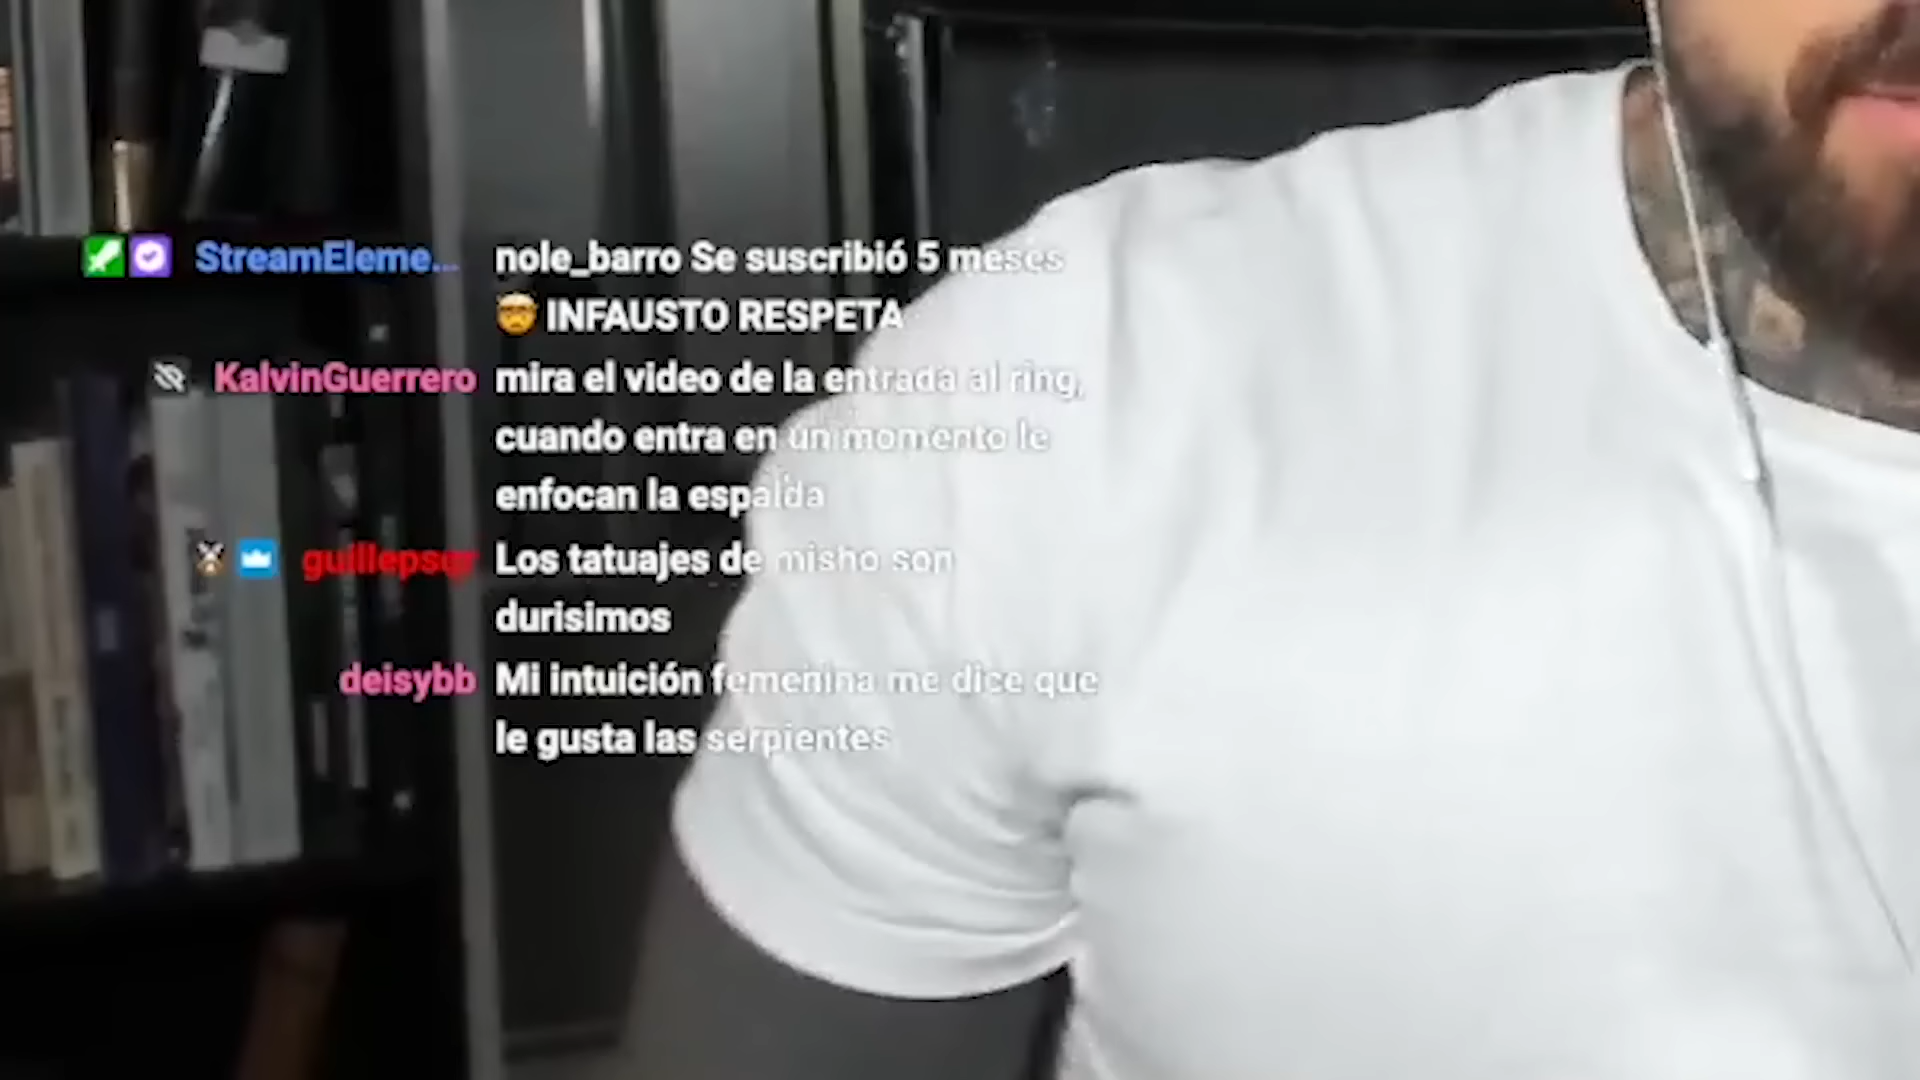 StreamEleme... nole_barro Se suscribió 5 meses
🤯 INFAUSTO RESPETA
KalvinGuerrero mira el video de la entrada al ring,
cuando entra en un momento le
enfocan la espalda
guillepsqr Los tatuajes de misho son
durisimos
deisybb Mi intuición femenina me dice que
le gusta las serpientes